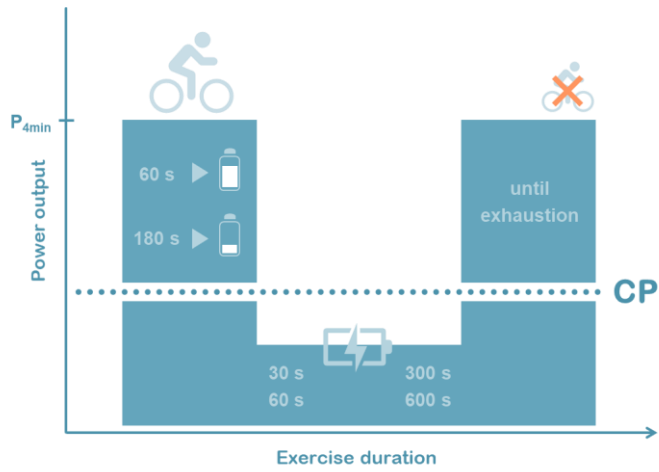 P4min
Power output
60 s
180 s
until
exhaustion
CP
30 s
300 s
60 s
600 s
Exercise duration